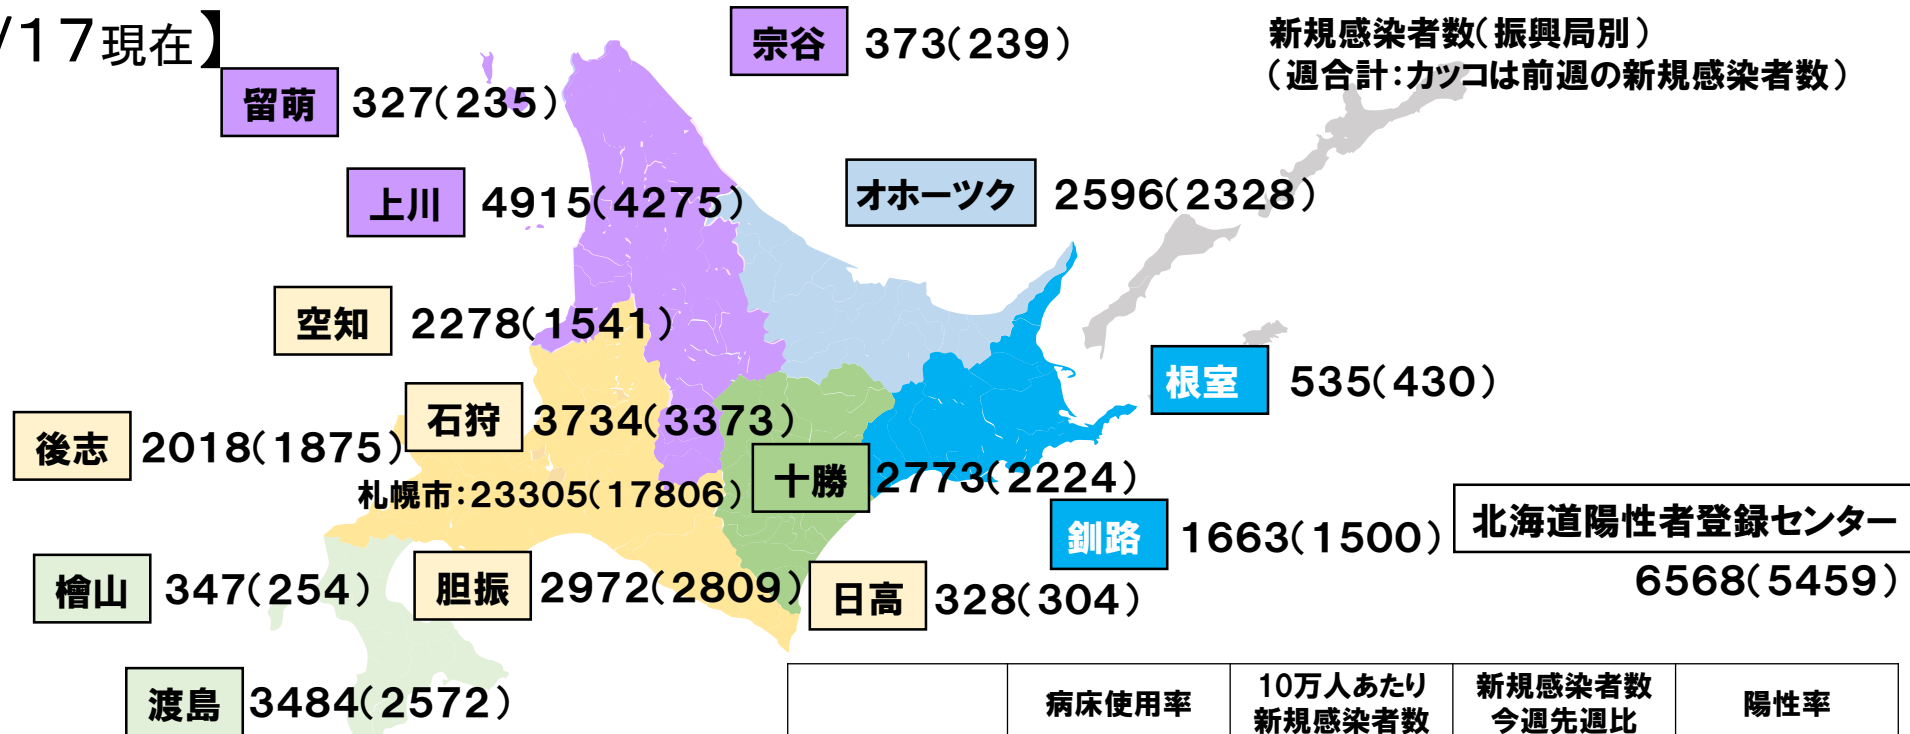 /17現在】
宗谷 373(239)
新規感染者数(振興局別)
(週合計:カッコは前週の新規感染者数)
留萌 327(235)
上川 4915(4275)
オホーツク 2596(2328)
空知 2278(1541)
根室 535(430)
石狩 3734(3373)
後志 2018(1875)
札幌市:23305(17806)
十勝 2773(2224)
釧路 1663(1500)
北海道陽性者登録センター
6568(5459)
檜山 347(254)
胆振 2972(2809)
日高 328(304)
渡島 3484(2572)
病床使用率
10万人あたり
新規感染者数
新規感染者数
今週先週比
陽性率